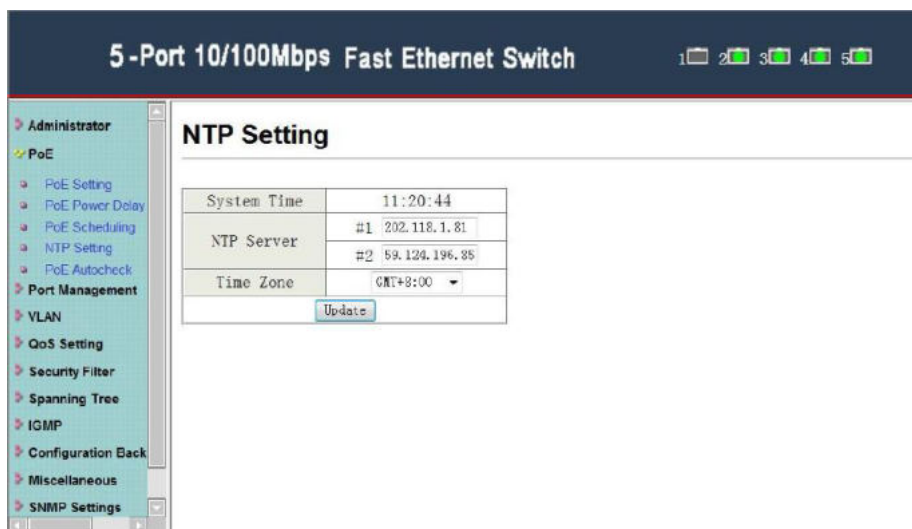 5-Port 10/100Mbps Fast Ethernet Switch
1 2 3 4 5
Administrator
PoE
PoE Setting
PoE Power Delay
PoE Scheduling
NTP Setting
PoE Autocheck
Port Management
VLAN
QoS Setting
Security Filter
Spanning Tree
IGMP
Configuration Back
Miscellaneous
SNMP Settings
NTP Setting
System Time 11:20:44
NTP Server
#1 202.118.1.81
#2 59.124.196.85
Time Zone GMT+8:00
Update